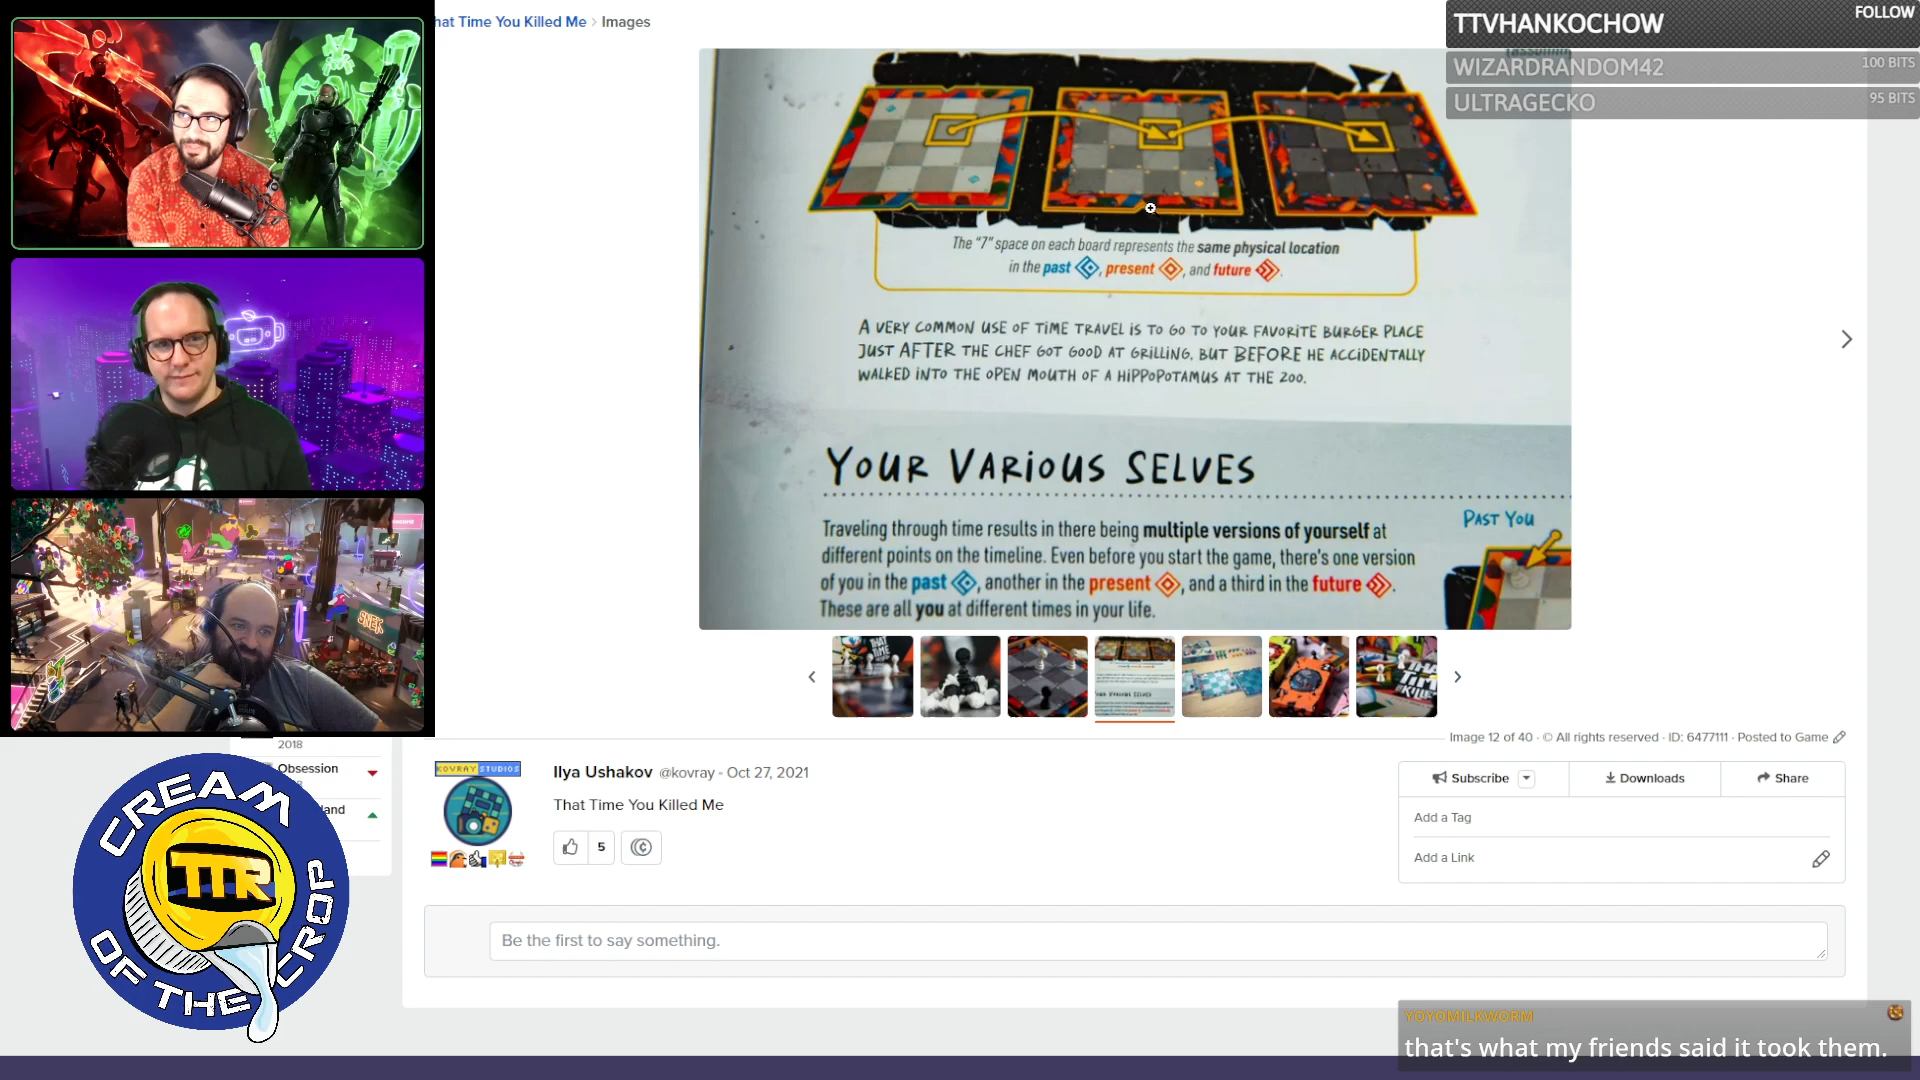 hat Time You Killed Me > Images
TTVHANKOCHOW
FOLLOW
WIZARDRANDOM42
100 BITS
ULTRAGECKO
95 BITS
The "7" space on each board represents the same physical location
in the past, present, and future.
A VERY COMMON USE OF TIME TRAVEL IS TO GO TO YOUR FAVORITE BURGER PLACE
JUST AFTER THE CHEF GOT GOOD AT GRILLING, BUT BEFORE HE ACCIDENTALLY
WALKED INTO THE OPEN MOUTH OF A HIPPOPOTAMUS AT THE ZOO.
YOUR VARIOUS SELVES
PAST YOU
Traveling through time results in there being multiple versions of yourself at
different points on the timeline. Even before you start the game, there's one version
of you in the past, another in the present, and a third in the future.
These are all you at different times in your life.
SNEK
Image 12 of 40 · © All rights reserved · ID: 6477111 · Posted to Game
2018
Obsession
land
KOVRAY STUDIOS
Ilya Ushakov @kovray - Oct 27, 2021
That Time You Killed Me
5
Subscribe
Downloads
Share
Add a Tag
Add a Link
CREAM
TTR
OF THE CROP
Be the first to say something.
YOYOMILKWORM
that's what my friends said it took them.